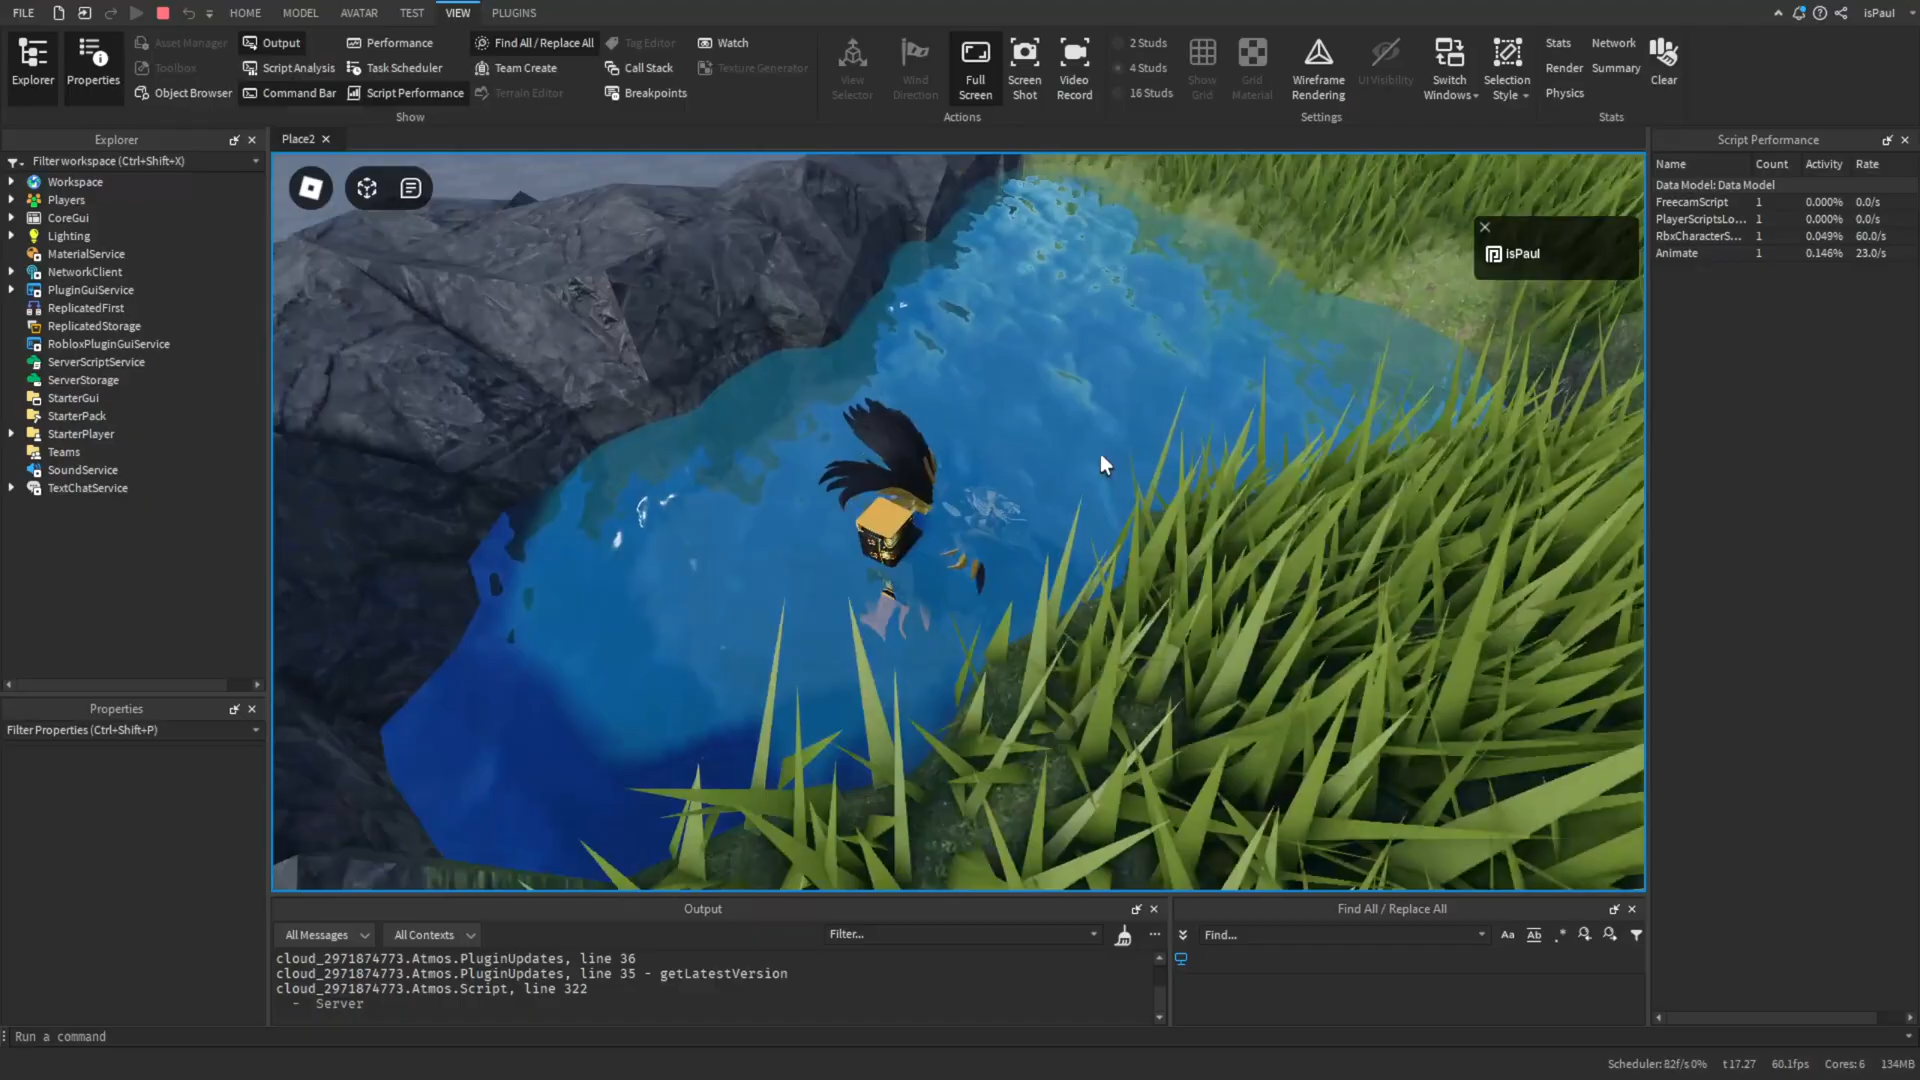 FILE HOME MODEL AVATAR TEST VIEW PLUGINS isPaul
Explorer
Properties
Asset Manager
Toolbox
Object Browser
Output
Script Analysis
Command Bar
Performance
Task Scheduler
Script Performance
Find All / Replace All
Team Create
Terrain Editor
Tag Editor
Call Stack
Breakpoints
Watch
Texture Generator
Show
View
Selector
Wind
Direction
Full
Screen
Screen
Shot
Video
Record
Actions
2 Studs
4 Studs
16 Studs
Show
Grid
Grid
Material
Wireframe
Rendering
UI Visibility
Switch
Windows
Selection
Style
Settings
Stats
Render
Physics
Network
Summary
Clear
Stats
Explorer
Filter workspace (Ctrl+Shift+X)
Workspace
Players
CoreGui
Lighting
MaterialService
NetworkClient
PluginGuiService
ReplicatedFirst
ReplicatedStorage
RobloxPluginGuiService
ServerScriptService
ServerStorage
StarterGui
StarterPack
StarterPlayer
Teams
SoundService
TextChatService
Properties
Filter Properties (Ctrl+Shift+P)
Place2
isPaul
Script Performance
Name Count Activity Rate
Data Model: Data Model
FreecamScript 1 0.000% 0.0/s
PlayerScriptsLo... 1 0.000% 0.0/s
RbxCharacterS... 1 0.049% 60.0/s
Animate 1 0.146% 23.0/s
Output
All Messages All Contexts Filter...
cloud_2971874773.Atmos.PluginUpdates, line 36
cloud_2971874773.Atmos.PluginUpdates, line 35 - getLatestVersion
cloud_2971874773.Atmos.Script, line 322
- Server
Find All / Replace All
Find... Aa Ab .*
Run a command
Scheduler: 82f/s 0% t 17.27 60.1fps Cores: 6 134MB